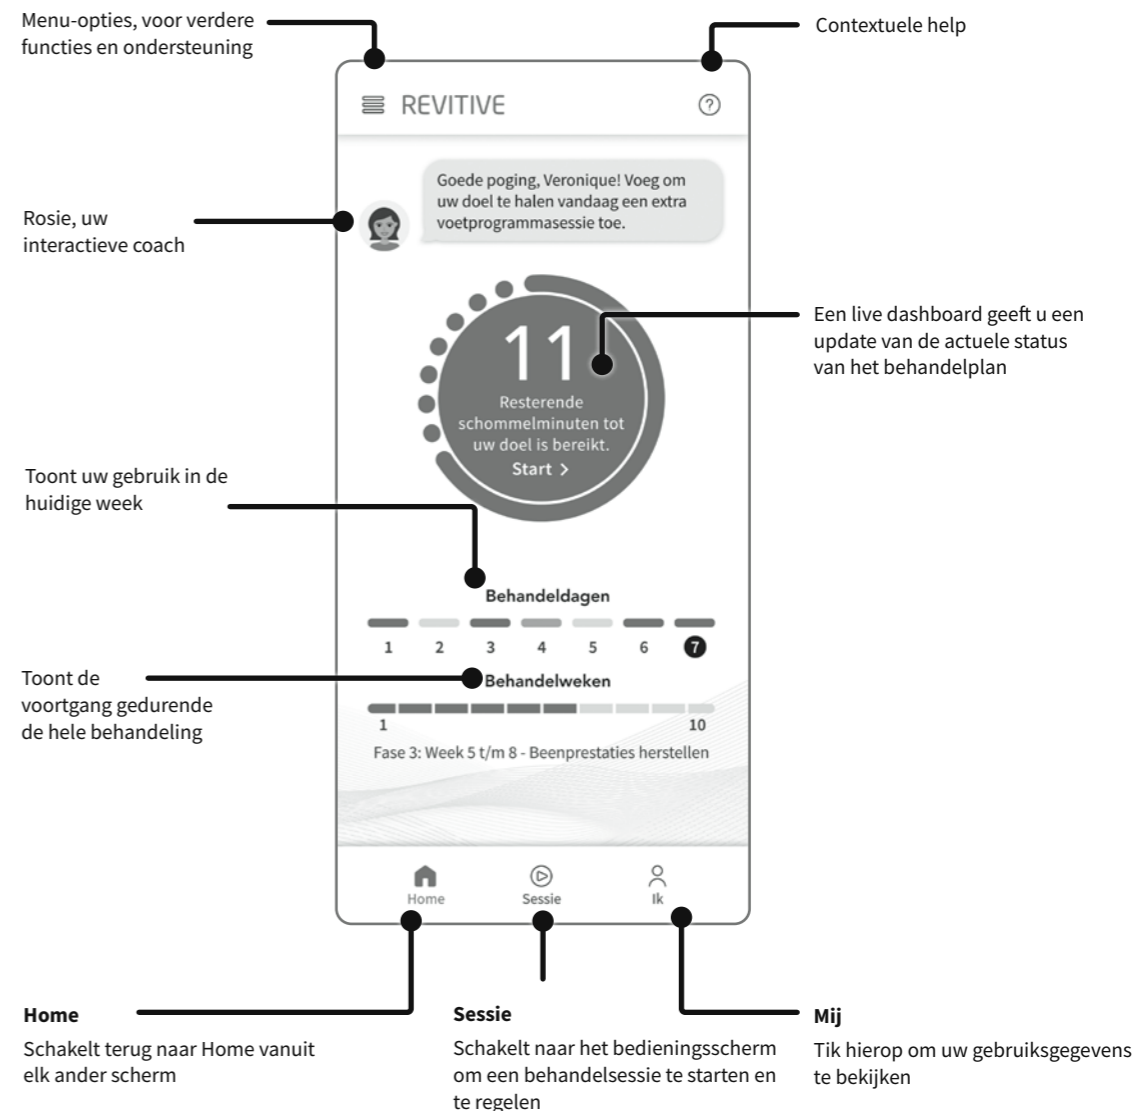 Menu-opties, voor verdere
functies en ondersteuning
Contextuele help
REVITIVE
?
Goede poging, Veronique! Voeg om
uw doel te halen vandaag een extra
voetprogrammasessie toe.
Rosie, uw
interactieve coach
11
Resterende
schommelminuten tot
uw doel is bereikt.
Start >
Een live dashboard geeft u een
update van de actuele status
van het behandelplan
Toont uw gebruik in de
huidige week
Behandeldagen
1 2 3 4 5 6 7
Toont de
voortgang gedurende
de hele behandeling
Behandelweken
1 10
Fase 3: Week 5 t/m 8 - Beenprestaties herstellen
Home Sessie Ik
Home
Schakelt terug naar Home vanuit
elk ander scherm
Sessie
Schakelt naar het bedieningsscherm
om een behandelsessie te starten en
te regelen
Mij
Tik hierop om uw gebruiksgegevens
te bekijken